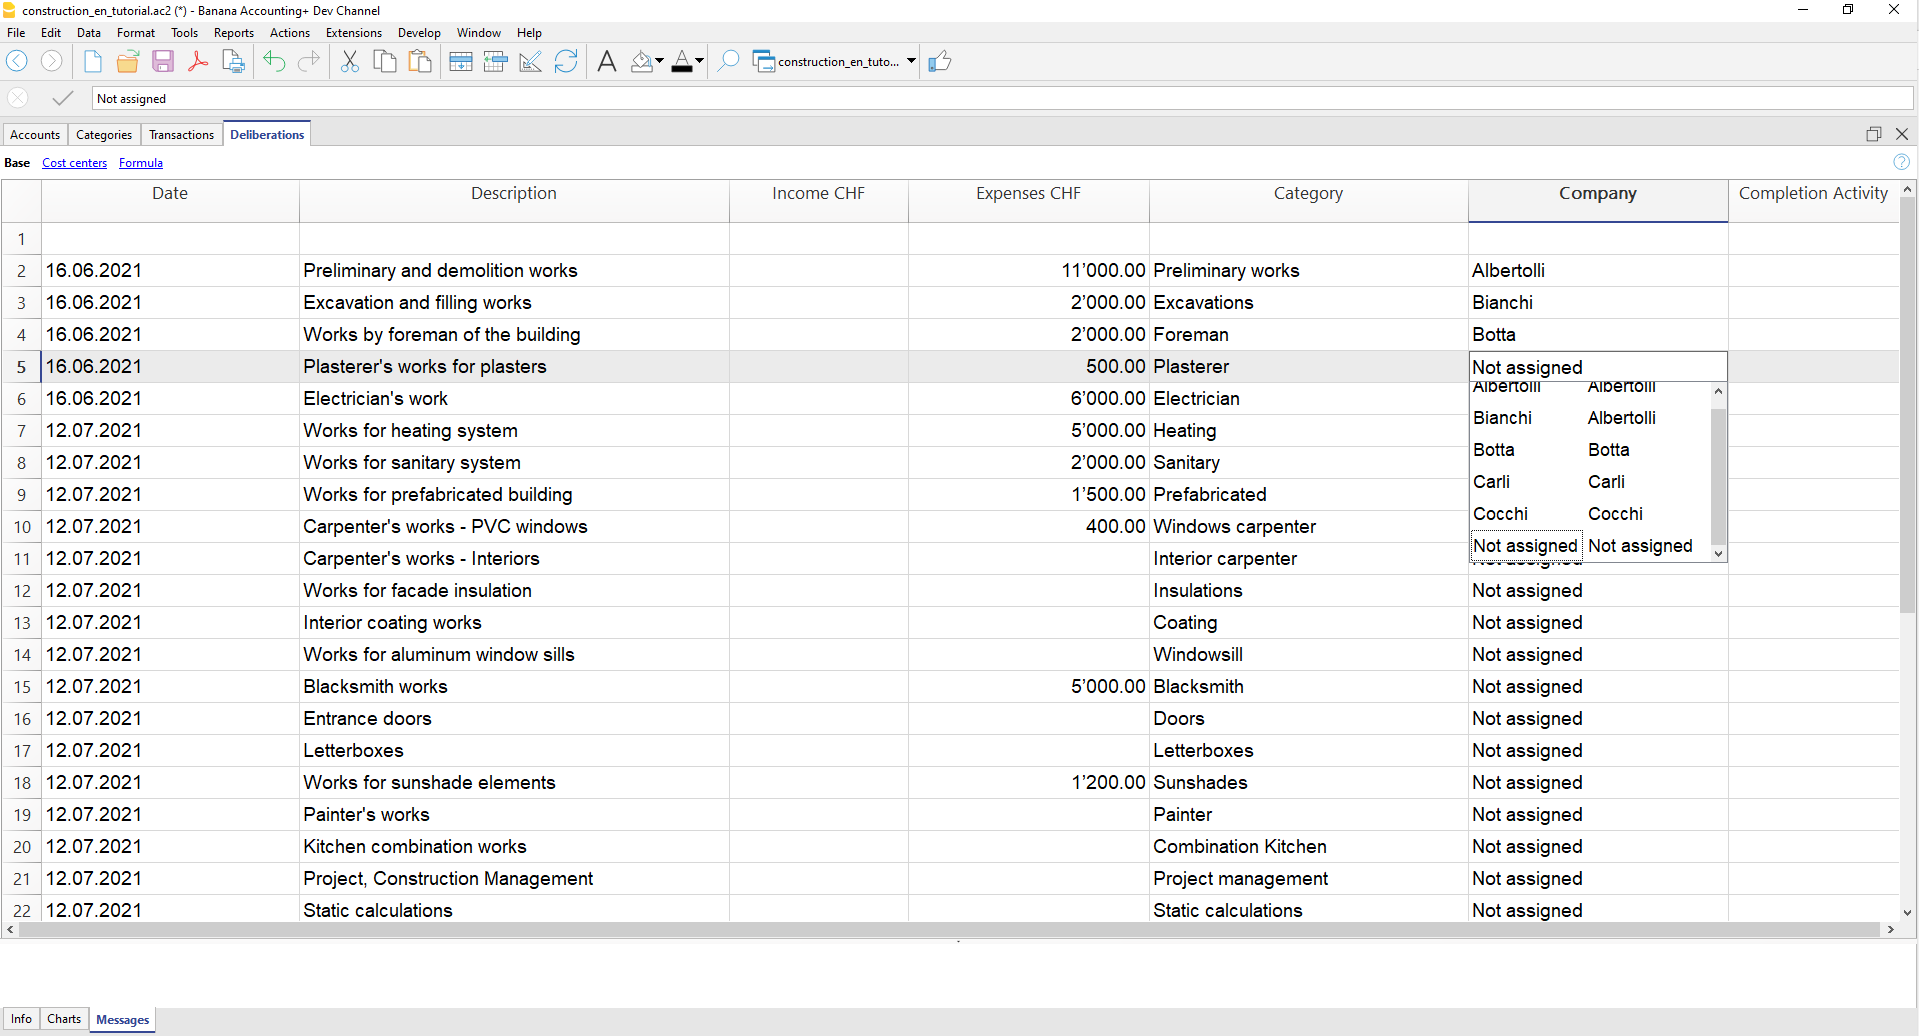 construction_en_tutorial.ac2 (*) - Banana Accounting+ Dev Channel
File Edit Data Format Tools Reports Actions Extensions Develop Window Help
construction_en_tuto...
Not assigned
Accounts Categories Transactions Deliberations
Base Cost centers Formula
Date Description Income CHF Expenses CHF Category Company Completion Activity
1
2 16.06.2021 Preliminary and demolition works 11’000.00 Preliminary works Albertolli
3 16.06.2021 Excavation and filling works 2’000.00 Excavations Bianchi
4 16.06.2021 Works by foreman of the building 2’000.00 Foreman Botta
5 16.06.2021 Plasterer's works for plasters 500.00 Plasterer Not assigned
Albertolli Albertolli
6 16.06.2021 Electrician's work 6’000.00 Electrician
Bianchi Albertolli
7 12.07.2021 Works for heating system 5’000.00 Heating
Botta Botta
8 12.07.2021 Works for sanitary system 2’000.00 Sanitary
Carli Carli
9 12.07.2021 Works for prefabricated building 1’500.00 Prefabricated
Cocchi Cocchi
10 12.07.2021 Carpenter's works - PVC windows 400.00 Windows carpenter
Not assigned Not assigned
11 12.07.2021 Carpenter's works - Interiors Interior carpenter Not assigned
12 12.07.2021 Works for facade insulation Insulations Not assigned
13 12.07.2021 Interior coating works Coating Not assigned
14 12.07.2021 Works for aluminum window sills Windowsill Not assigned
15 12.07.2021 Blacksmith works 5’000.00 Blacksmith Not assigned
16 12.07.2021 Entrance doors Doors Not assigned
17 12.07.2021 Letterboxes Letterboxes Not assigned
18 12.07.2021 Works for sunshade elements 1’200.00 Sunshades Not assigned
19 12.07.2021 Painter's works Painter Not assigned
20 12.07.2021 Kitchen combination works Combination Kitchen Not assigned
21 12.07.2021 Project, Construction Management Project management Not assigned
22 12.07.2021 Static calculations Static calculations Not assigned
Info Charts Messages